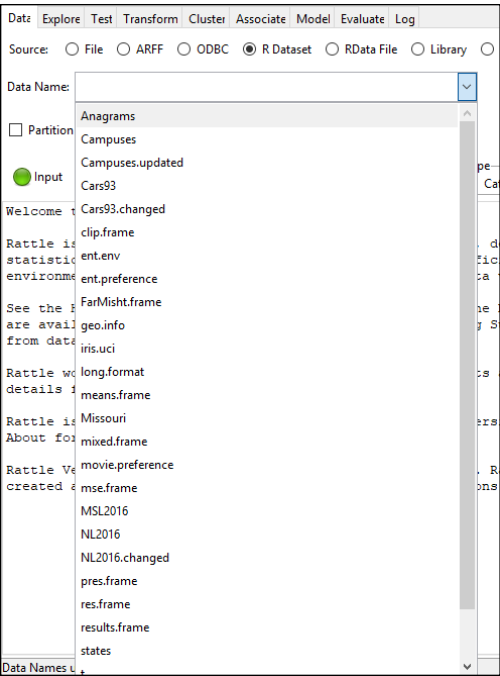 Data Explore Test Transform Cluster Associate Model Evaluate Log
Source: File ARFF ODBC R Dataset RData File Library
Data Name:
Partition
Input
Welcome
Rattle is
statistic
environme
See the
are avail
from data
Rattle
details
Rattle is
About for
Rattle
created
Anagrams
Campuses
Campuses.updated
Cars93
Cars93.changed
clip.frame
ent.env
ent.preference
FarMisht.frame
geo.info
iris.uci
long.format
means.frame
Missouri
mixed.frame
movie.preference
mse.frame
MSL2016
NL2016
NL2016.changed
pres.frame
res.frame
results.frame
states
Data Names